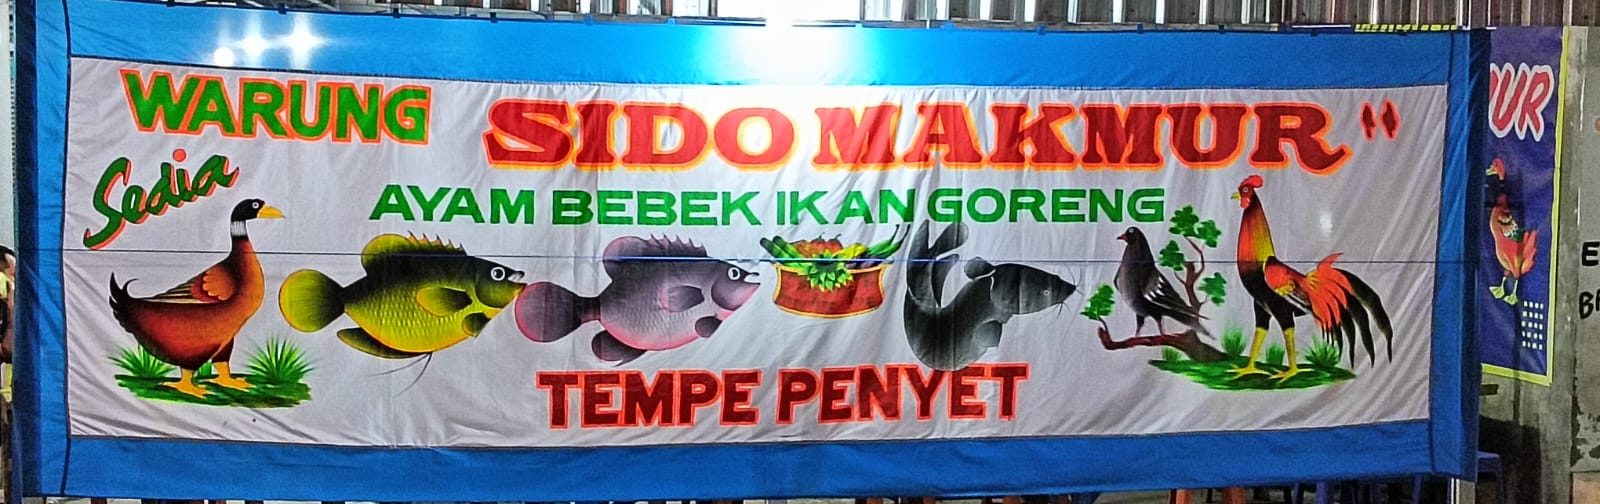 WARUNG SIDO MAKMUR"
Sedia
AYAM BEBEK IKAN GORENG
TEMPE PENYET